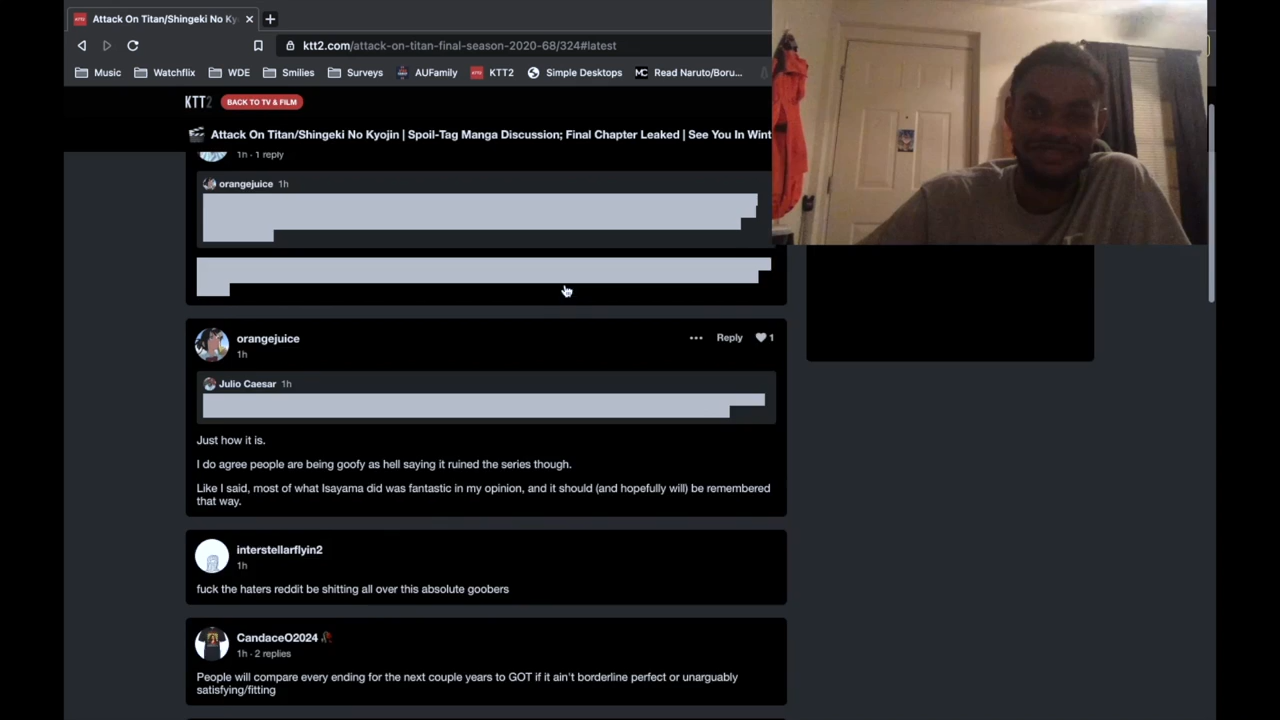 Attack On Titan/Shingeki No Ky
ktt2.com/attack-on-titan-final-season-2020-68/324#latest
Music Watchflix WDE Smilies Surveys AUFamily KTT2 Simple Desktops Read Naruto/Boru...
KTT2 BACK TO TV & FILM
Attack On Titan/Shingeki No Kyojin | Spoil-Tag Manga Discussion; Final Chapter Leaked | See You In Wint
1h · 1 reply
orangejuice 1h
orangejuice
Reply 1
1h
Julio Caesar 1h
Just how it is.
I do agree people are being goofy as hell saying it ruined the series though.
Like I said, most of what Isayama did was fantastic in my opinion, and it should (and hopefully will) be remembered
that way.
interstellarflyin2
1h
fuck the haters reddit be shitting all over this absolute goobers
CandaceO2024
1h · 2 replies
People will compare every ending for the next couple years to GOT if it ain't borderline perfect or unarguably
satisfying/fitting